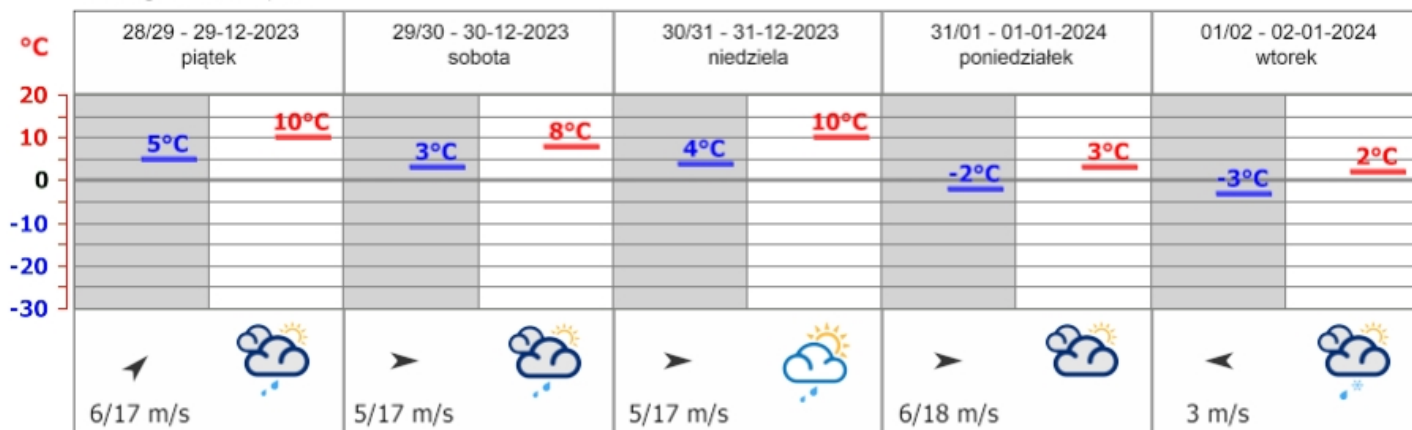 °C
28/29 - 29-12-2023
piątek
29/30 - 30-12-2023
sobota
30/31 - 31-12-2023
niedziela
31/01 - 01-01-2024
poniedziałek
01/02 - 02-01-2024
wtorek
20
10
0
-10
-20
-30
5°C
10°C
3°C
8°C
4°C
10°C
-2°C
3°C
-3°C
2°C
6/17 m/s
5/17 m/s
5/17 m/s
6/18 m/s
3 m/s